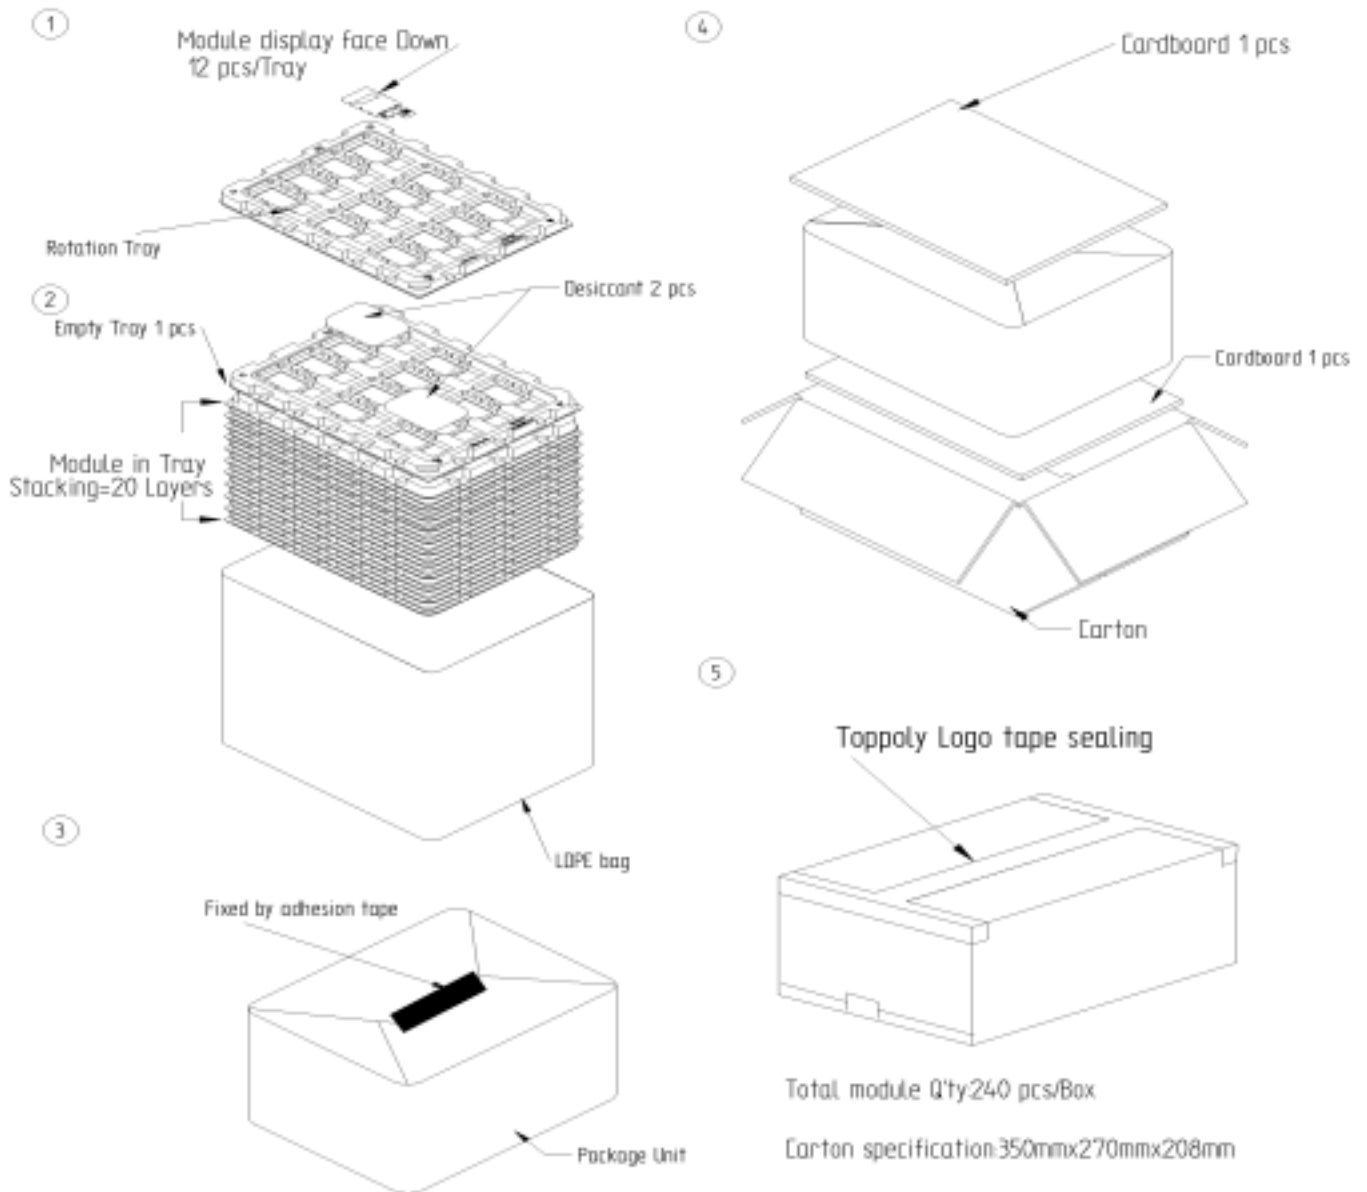 1
Module display face Down
12 pcs/Tray
Rotation Tray
2
Desiccant 2 pcs
Empty Tray 1 pcs
Module in Tray
Stacking=20 Layers
LDPE bag
3
Fixed by adhesion tape
Package Unit
4
Cardboard 1 pcs
Cardboard 1 pcs
Carton
5
Toppoly Logo tape sealing
Total module Q'ty:240 pcs/Box
Carton specification:350mmx270mmx208mm